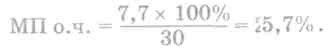 МП о.ч. = 7,7 × 100% / 30 = 25,7% .